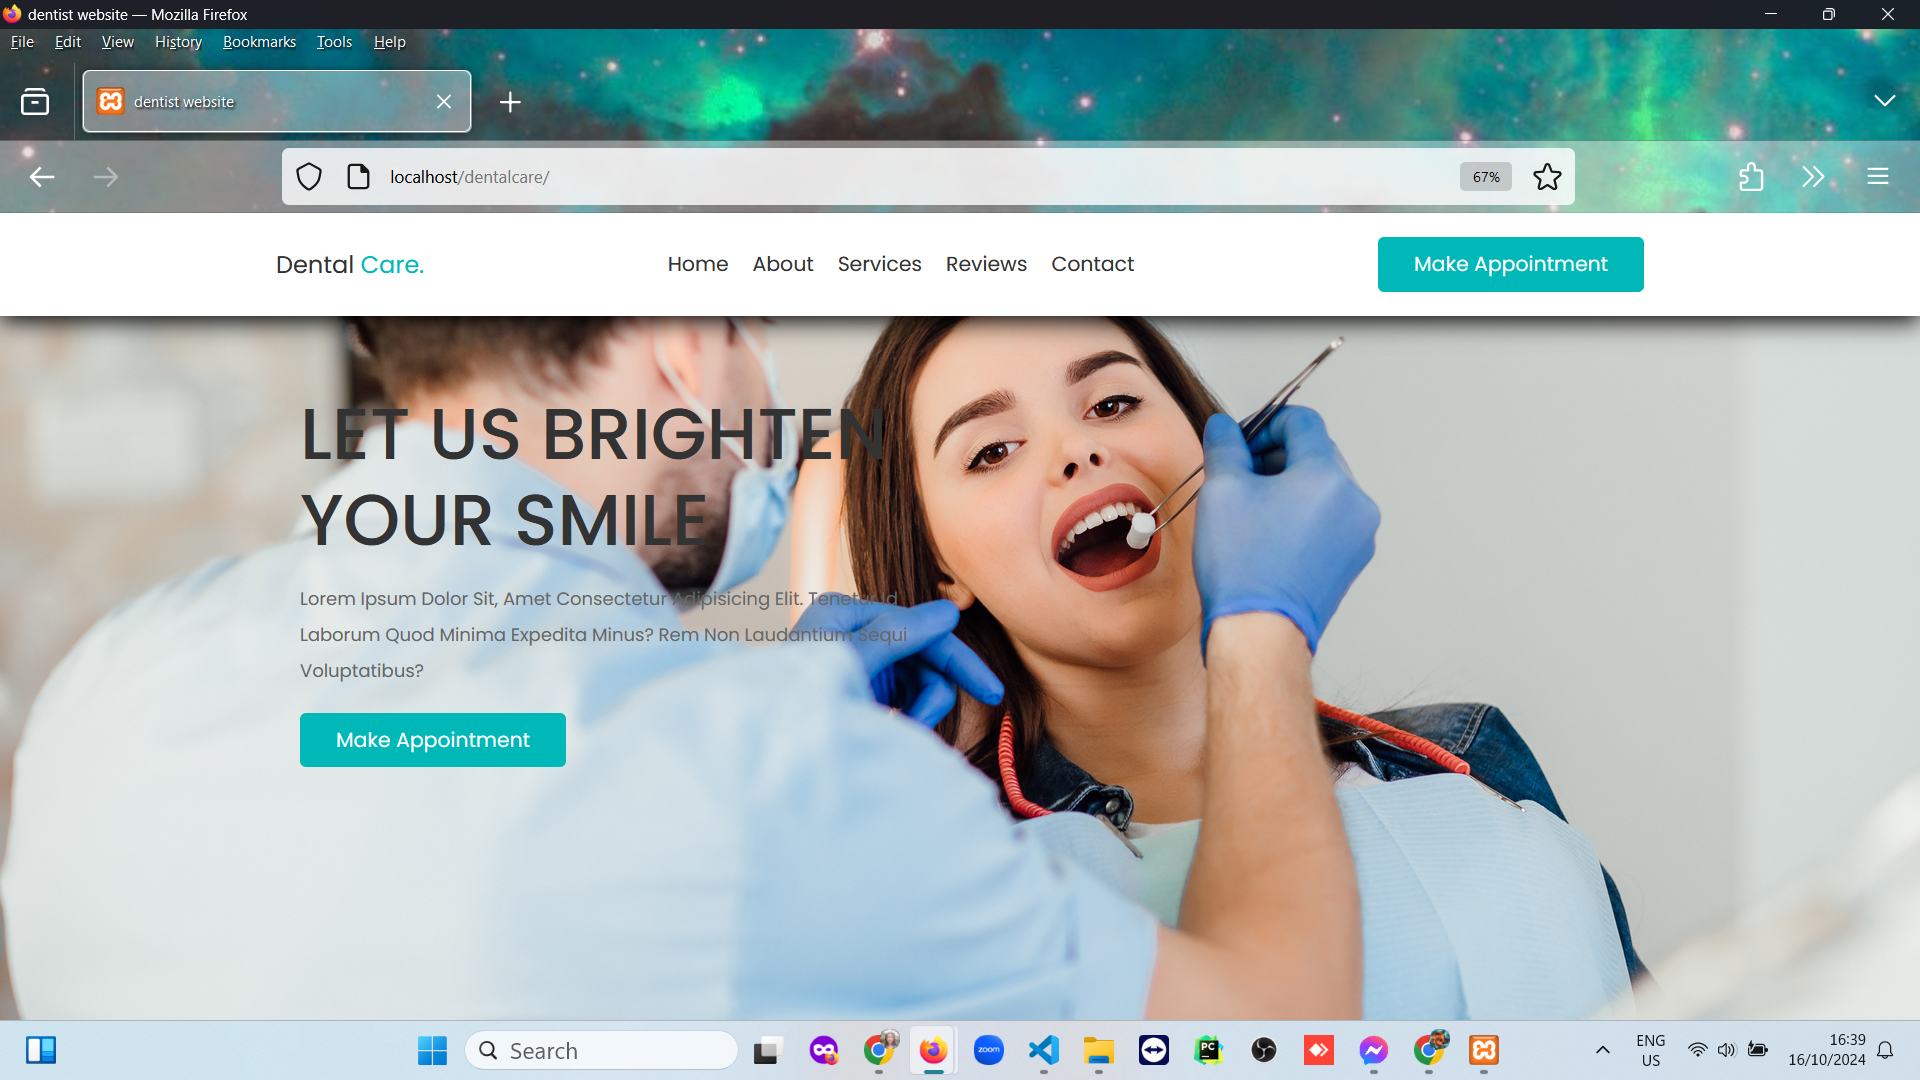 dentist website — Mozilla Firefox
File Edit View History Bookmarks Tools Help
dentist website
localhost/dentalcare/ 67%
Dental Care. Home About Services Reviews Contact Make Appointment
LET US BRIGHTEN
YOUR SMILE
Lorem Ipsum Dolor Sit, Amet Consectetur Adipisicing Elit. Tenetur Id
Laborum Quod Minima Expedita Minus? Rem Non Laudantium Sequi
Voluptatibus?
Make Appointment
Search
zoom
PC
ENG
US
16:39
16/10/2024